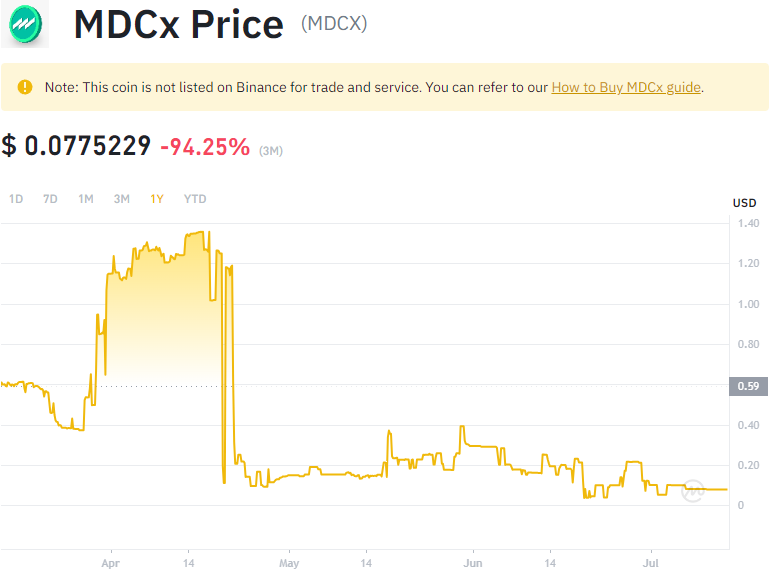 MDCx Price (MDCX)
Note: This coin is not listed on Binance for trade and service. You can refer to our How to Buy MDCx guide.
$ 0.0775229 -94.25% (3M)
1D 7D 1M 3M 1Y YTD
USD
1.40
1.20
1.00
0.80
0.59
0.40
0.20
0
Apr 14 May 14 Jun 14 Jul